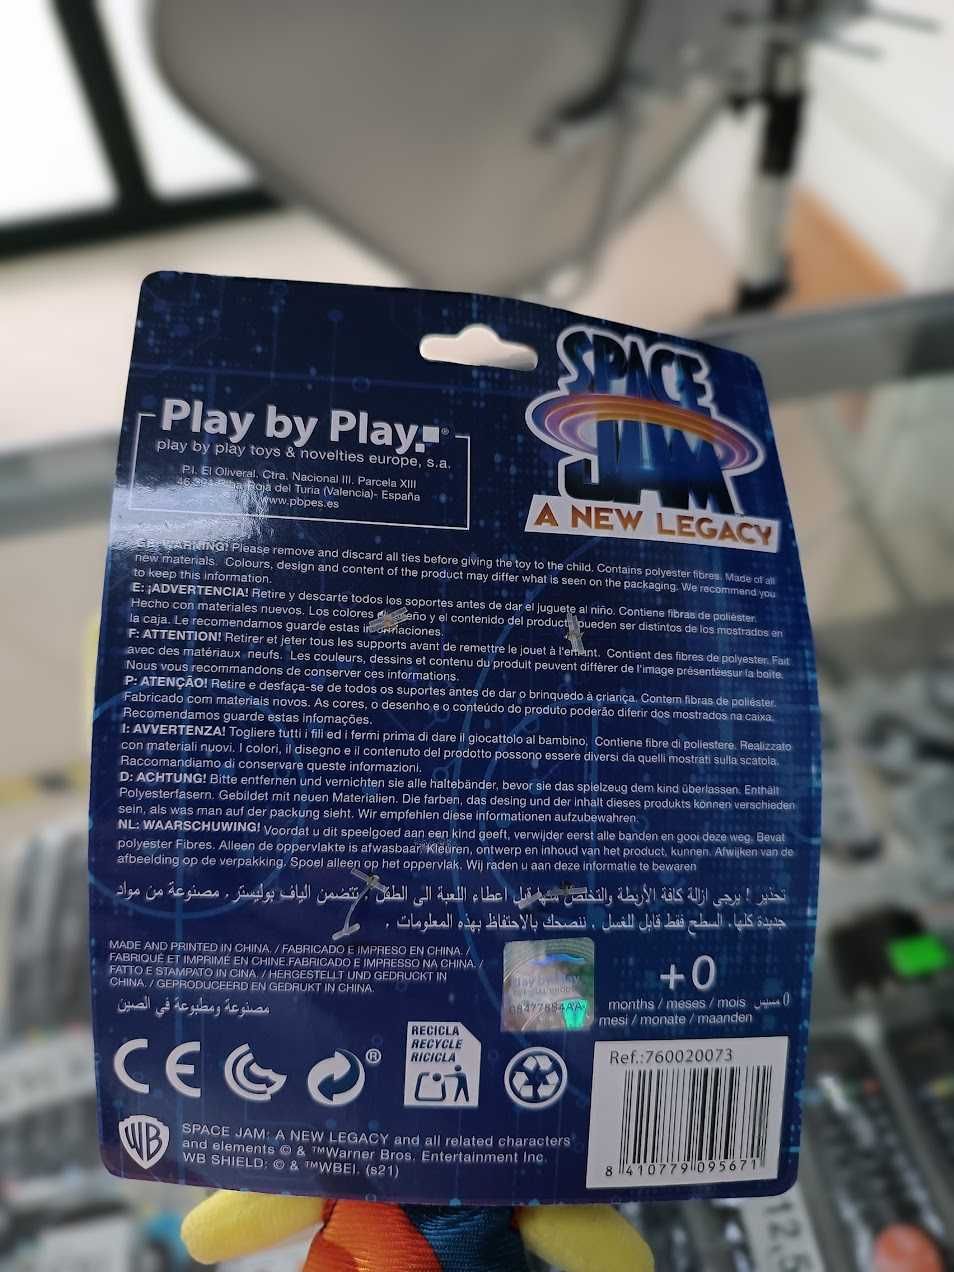 SPACE
JAM
A NEW LEGACY
Play by Play®
play by play toys & novelties europe, s.a.
P.I. El Oliveral. Ctra. Nacional III. Parcela XIII
46.394 Riba-Roja del Turia (Valencia)- España
www.pbpes.es
GB: WARNING! Please remove and discard all ties before giving the toy to the child. Contains polyester fibres. Made of all
new materials. Colours, design and content of the product may differ what is seen on the packaging. We recommend you
to keep this information.
E: ¡ADVERTENCIA! Retire y descarte todos los soportes antes de dar el juguete al niño. Contiene fibras de poliéster.
Hecho con materiales nuevos. Los colores diseño y el contenido del product pueden ser distintos de los mostrados en
la caja. Le recomendamos guarde estas informaciones.
F: ATTENTION! Retirer et jeter tous les supports avant de remettre le jouet à l'enfant. Contient des fibres de polyester. Fait
avec des matériaux neufs. Les couleurs, dessins et contenu du produit peuvent différer de l'image présentéesur la boîte.
Nous vous recommandons de conserver ces informations.
P: ATENÇÃO! Retire e desfaça-se de todos os suportes antes de dar o brinquedo à criança. Contem fibras de poliéster.
Fabricado com materiais novos. As cores, o desenho e o conteúdo do produto poderão diferir dos mostrados na caixa.
Recomendamos guarde estas infomações.
I: AVVERTENZA! Togliere tutti i fill ed i fermi prima di dare il giocattolo al bambino. Contiene fibre di poliestere. Realizzato
con materiali nuovi. I colori, il disegno e il contenuto del prodotto possono essere diversi da quelli mostrati sulla scatola.
Raccomandiamo di conservare queste informazioni.
D: ACHTUNG! Bitte entfernen und vernichten sie alle haltebänder, bevor sie das spielzeug dem kind überlassen. Enthält
Polyesterfasern. Gebildet mit neuen Materialien. Die farben, das desing und der inhalt dieses produkts können verschieden
sein, als was man auf der packung sieht. Wir empfehlen diese informationen aufzubewahren.
NL: WAARSCHUWING! Voordat u dit speelgoed aan een kind geeft, verwijder eerst alle banden en gooi deze weg. Bevat
polyester Fibres. Alleen de oppervlakte is afwasbaar. Kleuren, ontwerp en inhoud van het product, kunnen. Afwijken van de
afbeelding op de verpakking. Spoel alleen op het oppervlak. Wij raden u aan deze informatie te bewaren
تحذير ! يرجى ازالة كافة الأربطة والتخلص منها قبل اعطاء اللعبة الى الطفل . تتضمن الياف بوليستر . مصنوعة من مواد
جديدة كلها. السطح فقط قابل للغسل . ننصحك بالاحتفاظ بهذه المعلومات .
MADE AND PRINTED IN CHINA. / FABRICADO E IMPRESO EN CHINA. /
FABRIQUÉ ET IMPRIMÉ EN CHINE.FABRICADO E IMPRESSO NA CHINA. /
FATTO E STAMPATO IN CINA. / HERGESTELLT UND GEDRUCKT IN
CHINA. / GEPRODUCEERD EN GEDRUKT IN CHINA.
مصنوعة ومطبوعة في الصين
+0
months / meses / mois
mesi / monate / maanden
CE
®
RECICLA
RECYCLE
RICICLA
Ref.:760020073
8 410779 095671
WB
SPACE JAM: A NEW LEGACY and all related characters
and elements © & ™Warner Bros. Entertainment Inc.
WB SHIELD: © & ™WBEI. (s21)
12.5